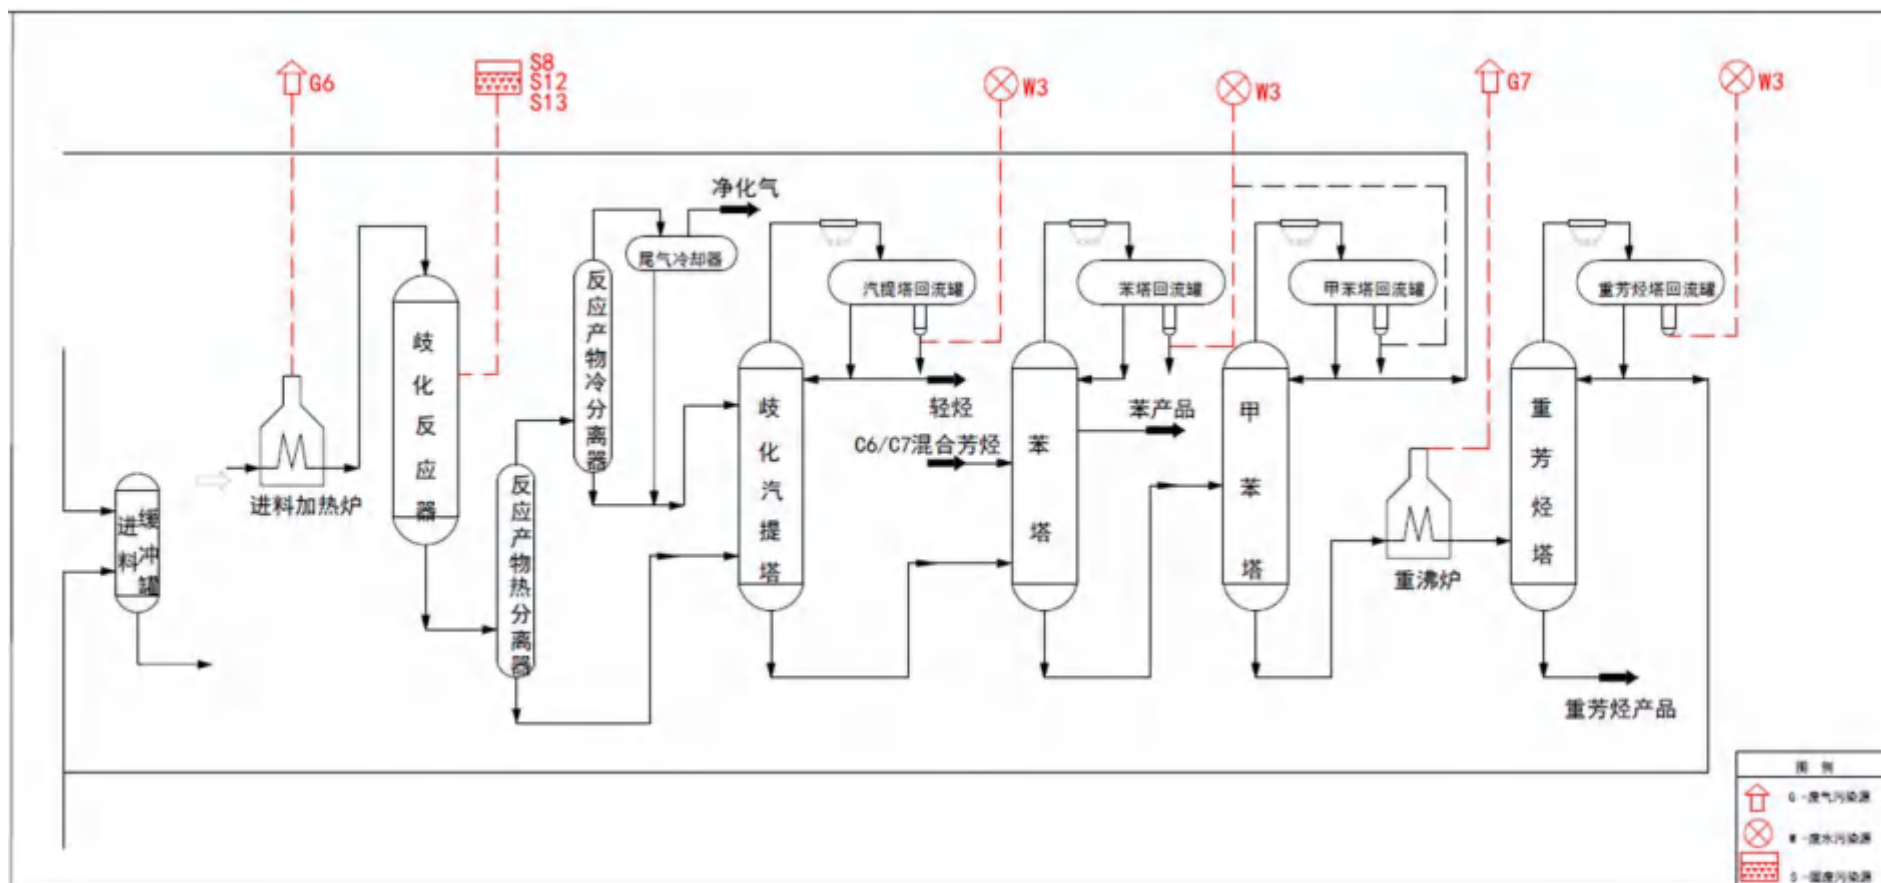 G6
S8
S12
S13
W3
W3
G7
W3
净化气
尾气冷却器
汽提塔回流罐
苯塔回流罐
甲苯塔回流罐
重芳烃塔回流罐
歧化反应器
反应产物冷分离器
反应产物热分离器
歧化汽提塔
轻烃
C6/C7混合芳烃
苯塔
苯产品
甲苯塔
重芳烃塔
进料加热炉
进料缓冲罐
重沸炉
重芳烃产品
图 例
G -废气污染源
W -废水污染源
S -固废污染源